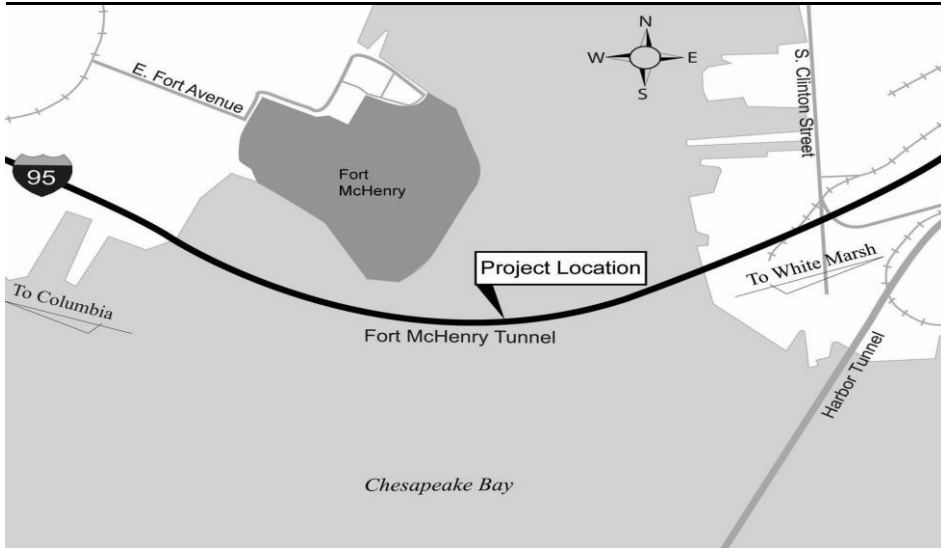 N
W E
S
E. Fort Avenue
S. Clinton Street
95
Fort
McHenry
Project Location
To White Marsh
To Columbia
Fort McHenry Tunnel
Harbor Tunnel
Chesapeake Bay